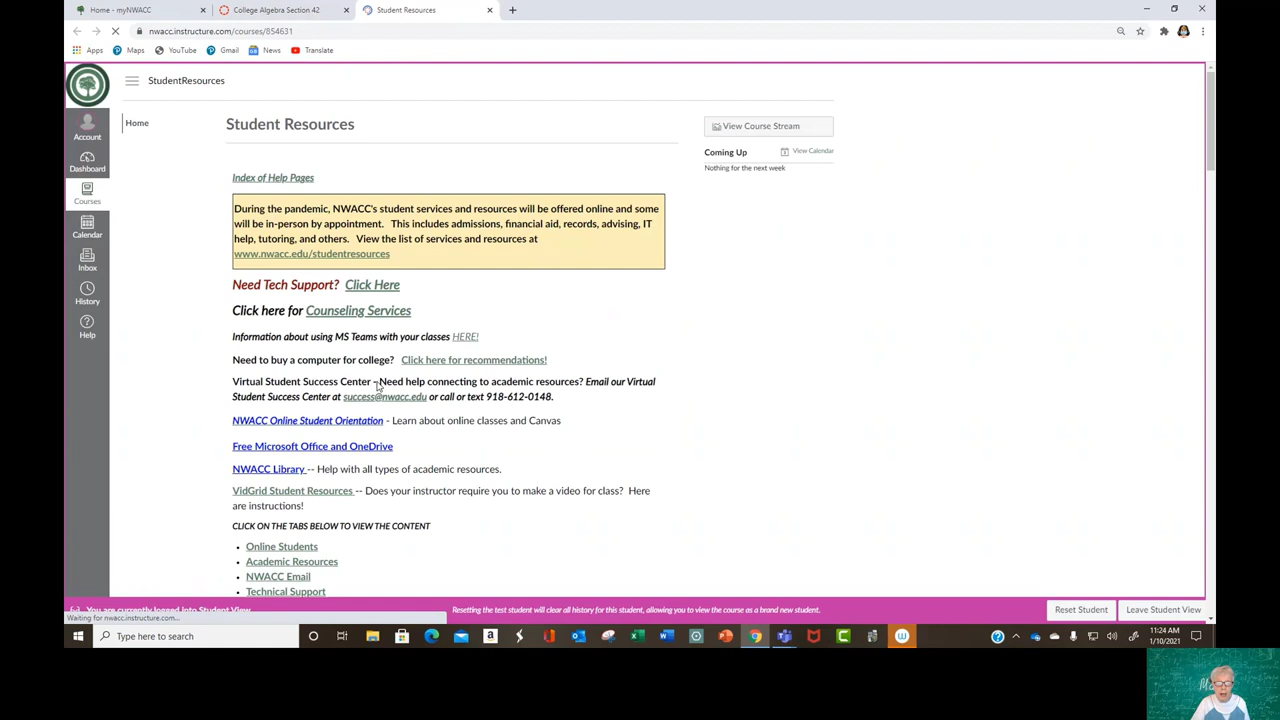 Home - myNWACC
College Algebra Section 42
Student Resources
nwacc.instructure.com/courses/854631
Apps
Maps
YouTube
Gmail
News
Translate
StudentResources
Account
Dashboard
Courses
Calendar
Inbox
History
Help
Home
Student Resources
View Course Stream
Coming Up
View Calendar
Nothing for the next week
Index of Help Pages
During the pandemic, NWACC's student services and resources will be offered online and some
will be in-person by appointment. This includes admissions, financial aid, records, advising, IT
help, tutoring, and others. View the list of services and resources at
www.nwacc.edu/studentresources
Need Tech Support? Click Here
Click here for Counseling Services
Information about using MS Teams with your classes HERE!
Need to buy a computer for college? Click here for recommendations!
Virtual Student Success Center - Need help connecting to academic resources? Email our Virtual
Student Success Center at success@nwacc.edu or call or text 918-612-0148.
NWACC Online Student Orientation - Learn about online classes and Canvas
Free Microsoft Office and OneDrive
NWACC Library -- Help with all types of academic resources.
VidGrid Student Resources -- Does your instructor require you to make a video for class? Here
are instructions!
CLICK ON THE TABS BELOW TO VIEW THE CONTENT
Online Students
Academic Resources
NWACC Email
Technical Support
You are currently logged into Student View
Resetting the test student will clear all history for this student, allowing you to view the course as a brand new student.
Reset Student
Leave Student View
Waiting for nwacc.instructure.com...
Type here to search
11:24 AM
1/10/2021